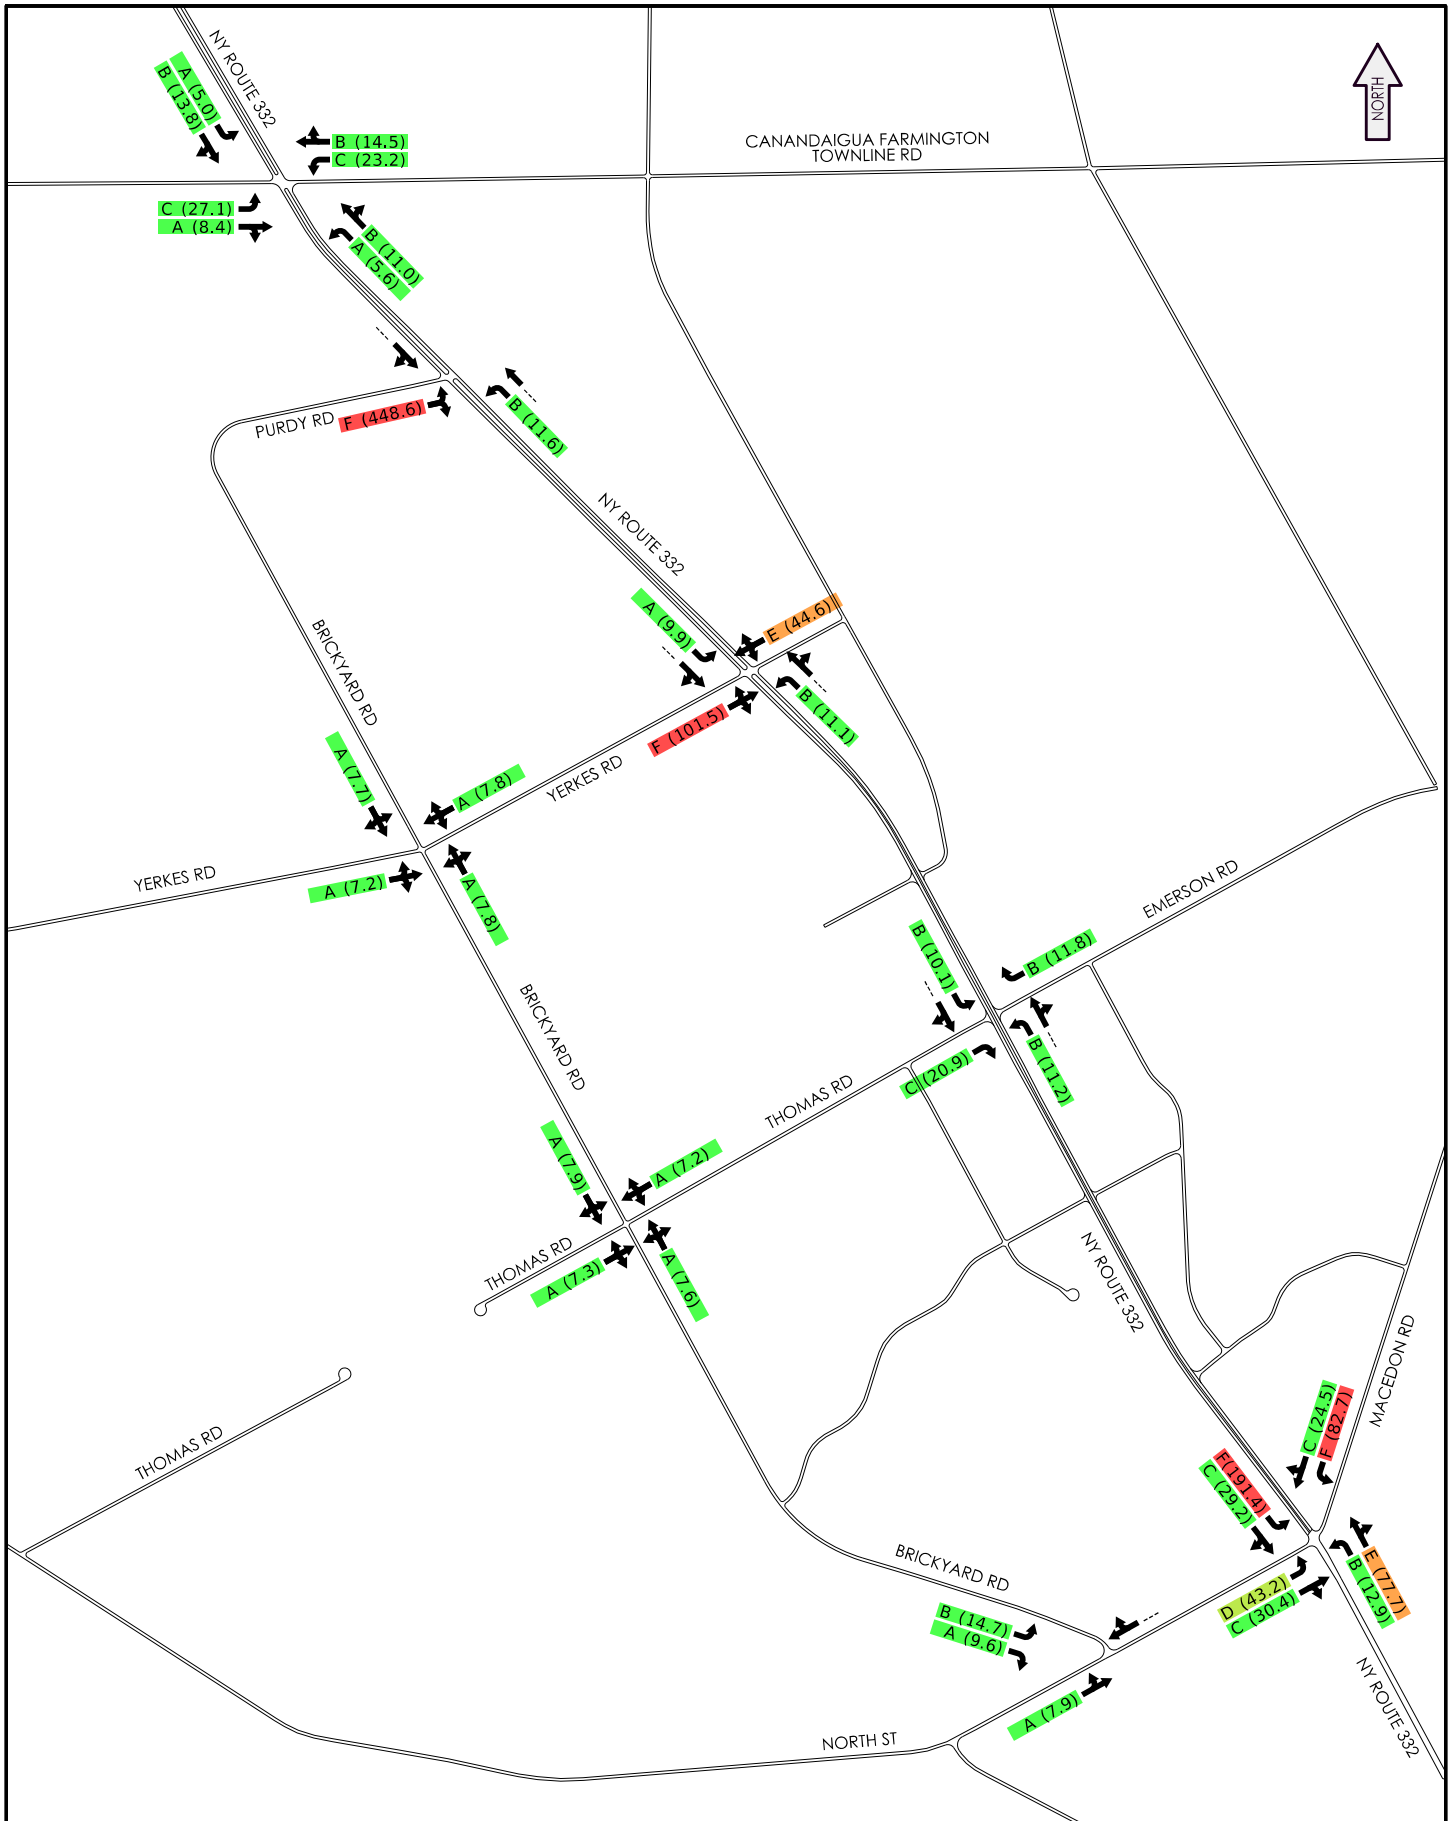 NY ROUTE 332
A (5.0)
B (13.8)
NORTH
B (14.5)
C (23.2)
CANANDAIGUA FARMINGTON
TOWNLINE RD
C (27.1)
A (8.4)
B (11.0)
A (5.6)
PURDY RD
F (448.6)
B (11.6)
NY ROUTE 332
A (9.9)
E (44.6)
BRICKYARD RD
F (101.5)
B (11.1)
A (7.7)
A (7.8)
YERKES RD
YERKES RD
A (7.2)
A (7.8)
EMERSON RD
B (10.1)
B (11.8)
BRICKYARD RD
C (20.9)
B (11.2)
THOMAS RD
A (7.9)
A (7.2)
THOMAS RD
A (7.3)
A (7.6)
NY ROUTE 332
MACEDON RD
THOMAS RD
C (24.5)
F (82.7)
F(191.4)
C (29.2)
BRICKYARD RD
D (43.2)
C (30.4)
E (77.7)
B (12.9)
B (14.7)
A (9.6)
A (7.9)
NORTH ST
NY ROUTE 332